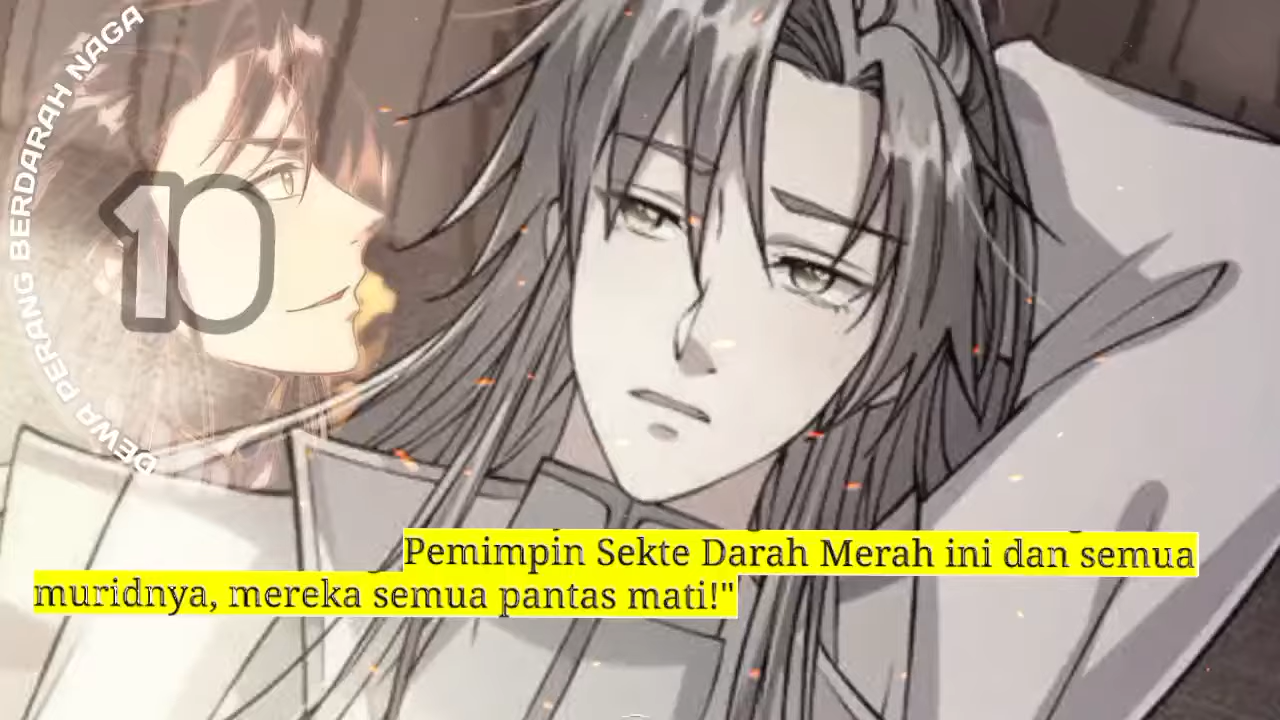 DEWA PERANG BERDARAH NAGA
10
Pemimpin Sekte Darah Merah ini dan semua
muridnya, mereka semua pantas mati!"